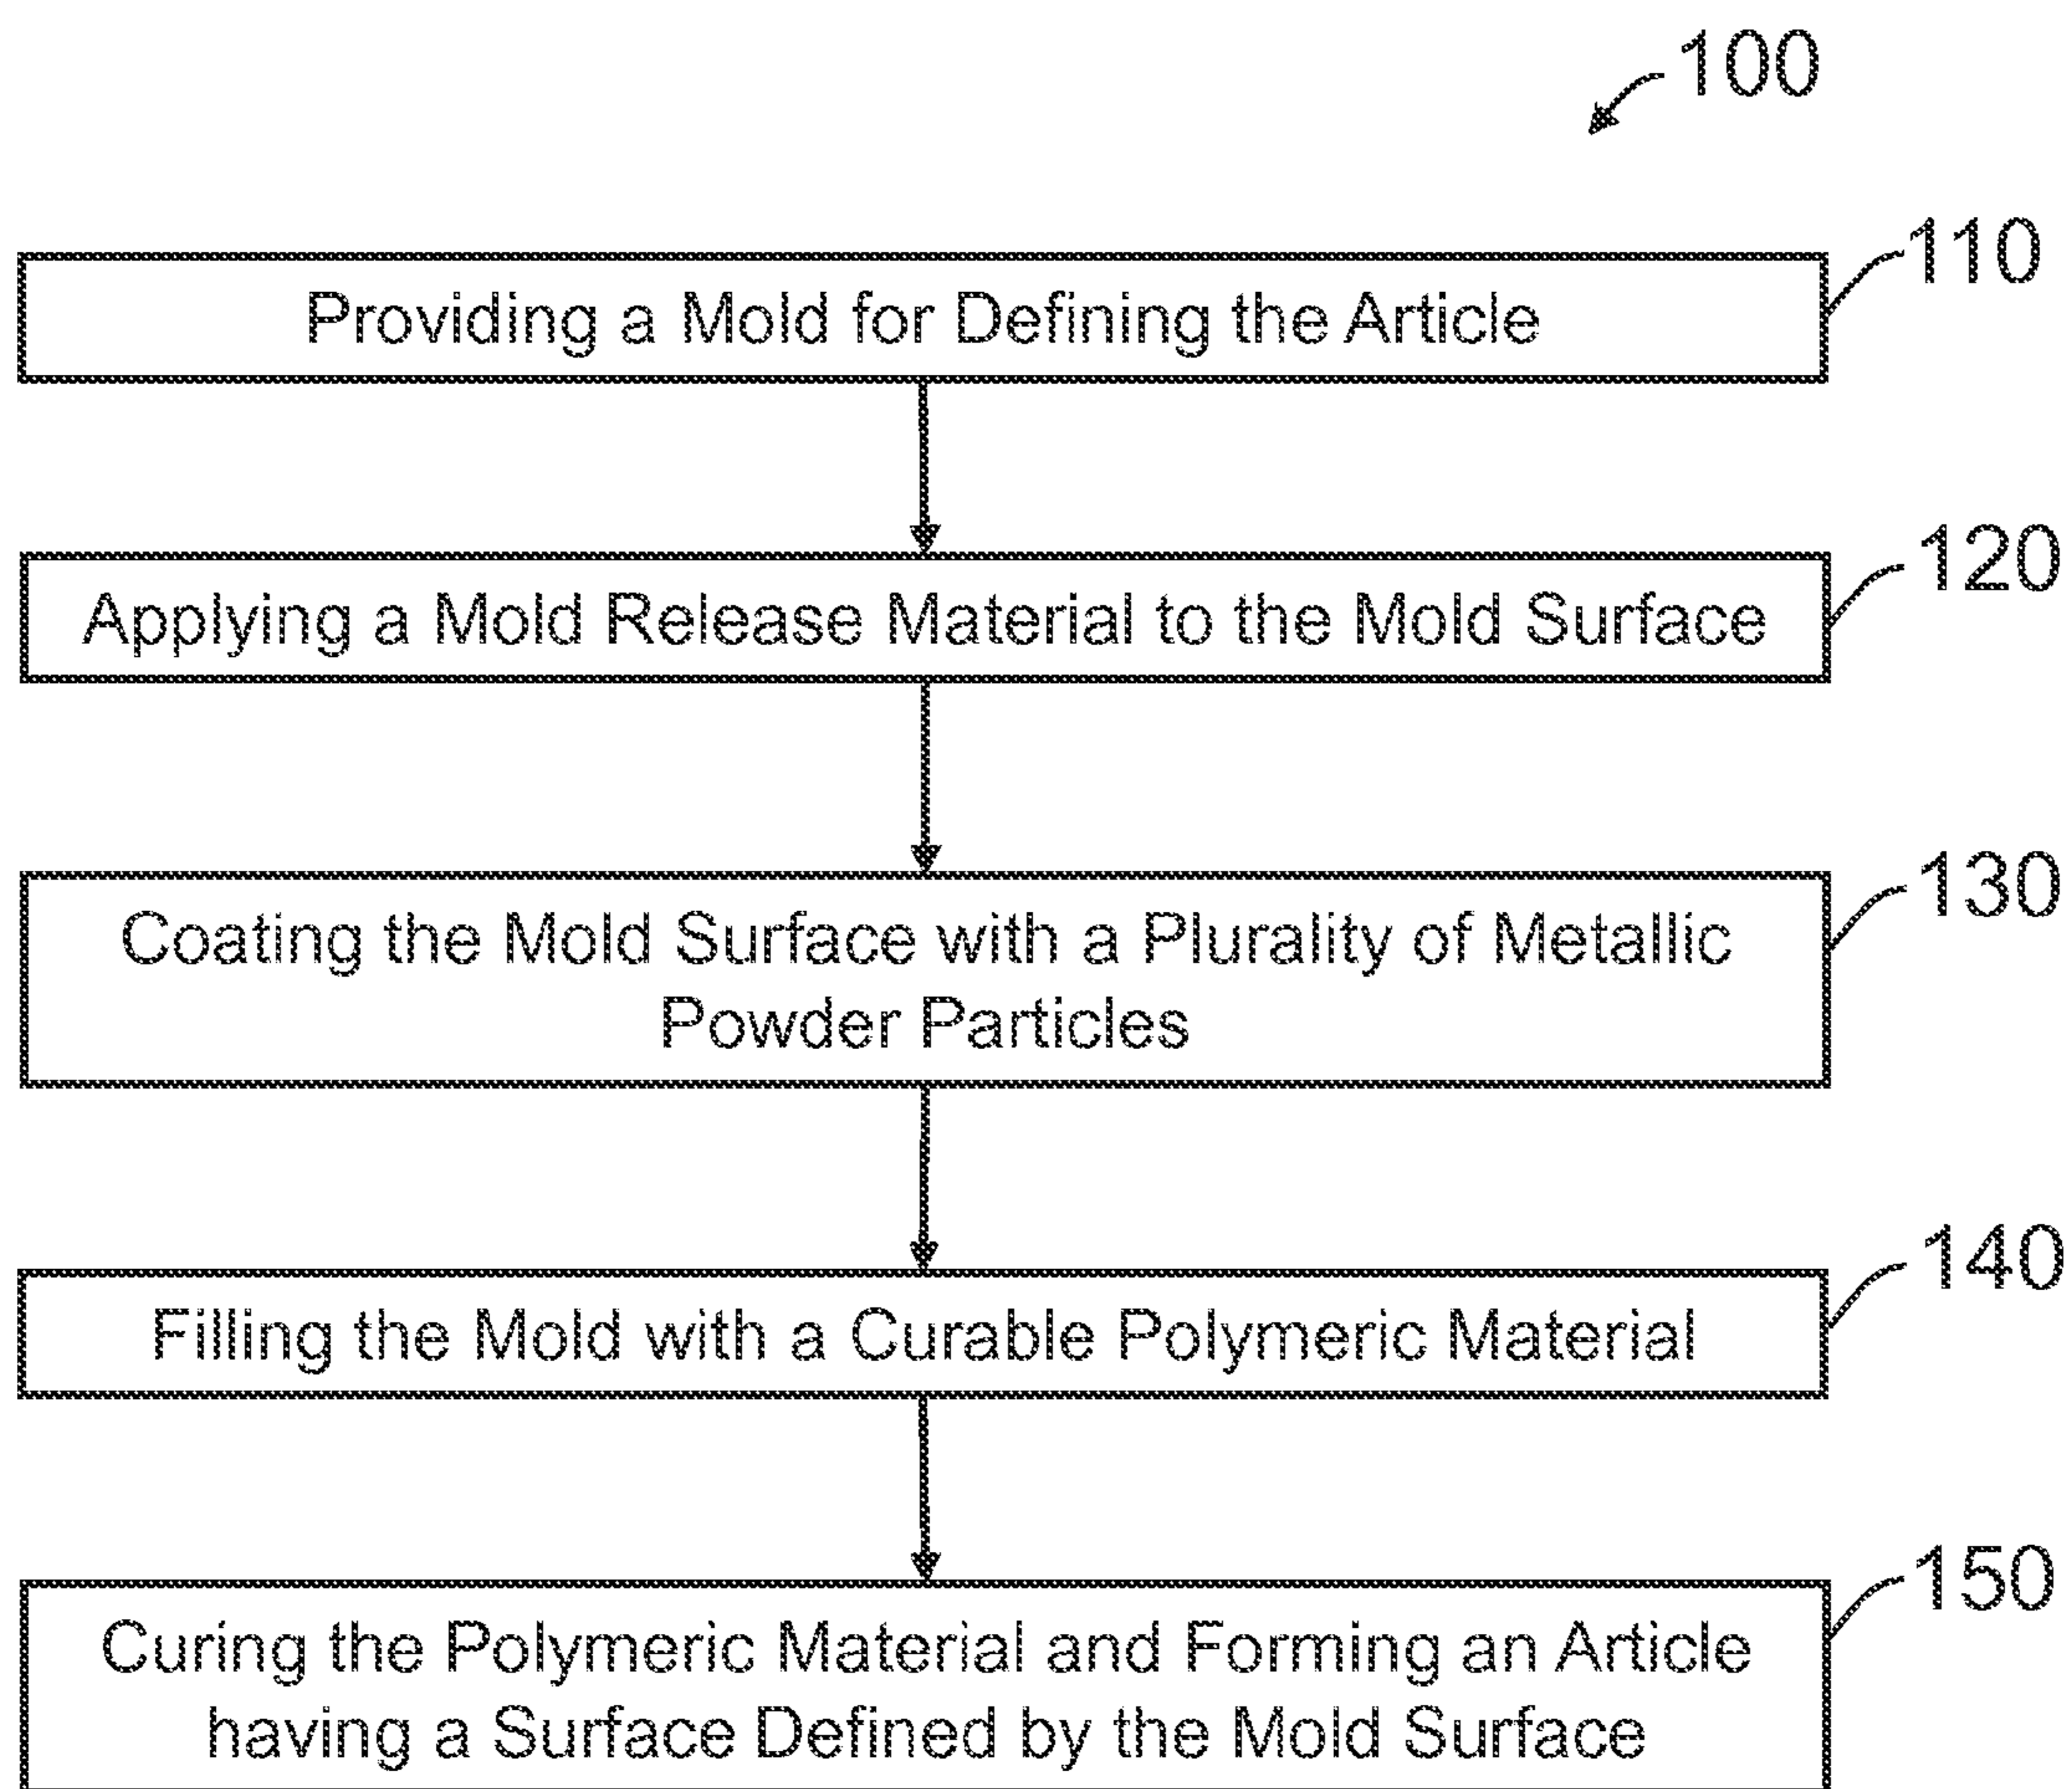 100
110
Providing a Mold for Defining the Article
120
Applying a Mold Release Material to the Mold Surface
130
Coating the Mold Surface with a Plurality of Metallic
Powder Particles
140
Filling the Mold with a Curable Polymeric Material
150
Curing the Polymeric Material and Forming an Article
having a Surface Defined by the Mold Surface